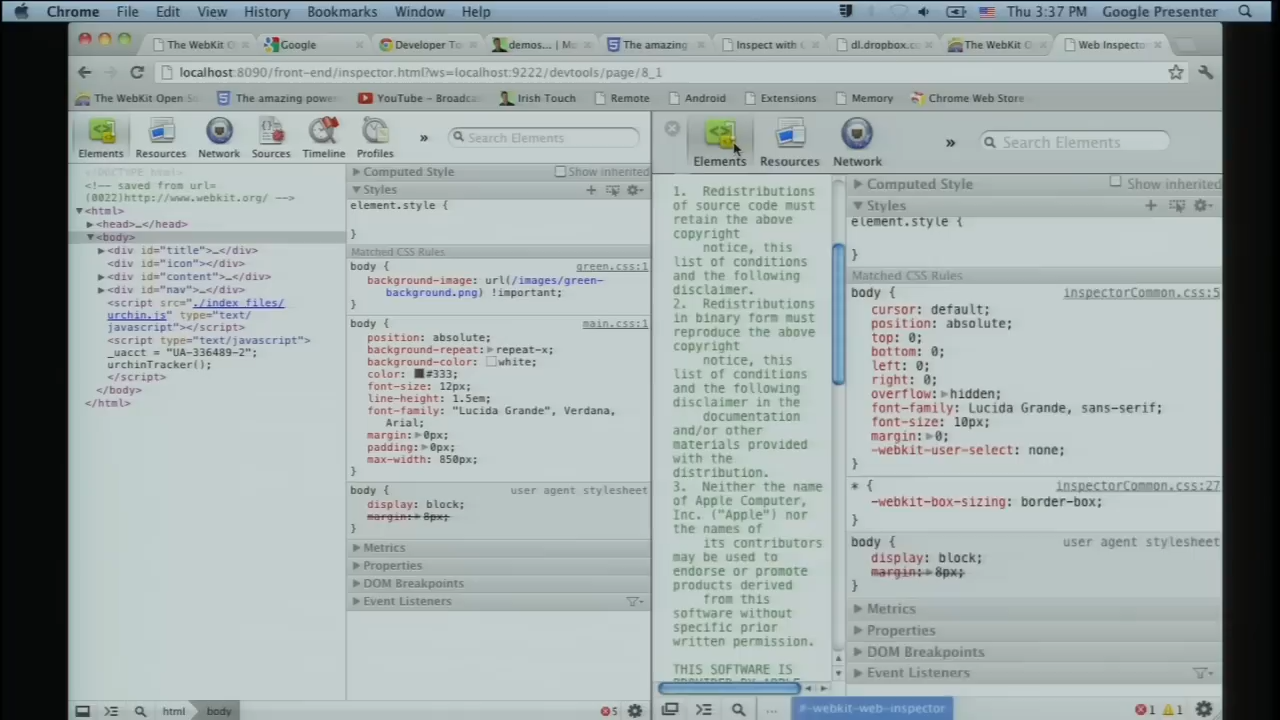 Chrome File Edit View History Bookmarks Window Help Thu 3:37 PM Google Presenter
The WebKit O Google Developer To demos... | M The amazing Inspect with C dl.dropbox.co The WebKit O Web Inspecto
localhost:8090/front-end/inspector.html?ws=localhost:9222/devtools/page/8_1
The WebKit Open S The amazing powe YouTube - Broadca Irish Touch Remote Android Extensions Memory Chrome Web Store
Elements Resources Network Sources Timeline Profiles » Search Elements
<!DOCTYPE html>
<!-- saved from url=
(0022)http://www.webkit.org/ -->
<html>
<head>…</head>
<body>
<div id="title">…</div>
<div id="icon"></div>
<div id="content">…</div>
<div id="nav">…</div>
<script src="./index_files/
urchin.js" type="text/
javascript"></script>
<script type="text/javascript">
_uacct = "UA-336489-2";
urchinTracker();
</script>
</body>
</html>
Computed Style Show inherited
Styles
element.style {
}
Matched CSS Rules
body { green.css:1
background-image: url(/images/green-
background.png) !important;
}
body { main.css:1
position: absolute;
background-repeat: repeat-x;
background-color: white;
color: #333;
font-size: 12px;
line-height: 1.5em;
font-family: "Lucida Grande", Verdana,
Arial;
margin: 0px;
padding: 0px;
max-width: 850px;
}
body { user agent stylesheet
display: block;
margin: 8px;
}
Metrics
Properties
DOM Breakpoints
Event Listeners
html body 5
Elements Resources Network » Search Elements
1. Redistributions
of source code must
retain the above
copyright
notice, this
list of conditions
and the following
disclaimer.
2. Redistributions
in binary form must
reproduce the above
copyright
notice, this
list of conditions
and the following
disclaimer in the
documentation
and/or other
materials provided
with the
distribution.
3. Neither the name
of Apple Computer,
Inc. ("Apple") nor
the names of
its contributors
may be used to
endorse or promote
products derived
from this
software without
specific prior
written permission.
THIS SOFTWARE IS
PROVIDED BY APPLE
Computed Style Show inherited
Styles
element.style {
}
Matched CSS Rules
body { inspectorCommon.css:5
cursor: default;
position: absolute;
top: 0;
bottom: 0;
left: 0;
right: 0;
overflow: hidden;
font-family: Lucida Grande, sans-serif;
font-size: 10px;
margin: 0;
-webkit-user-select: none;
}
* { inspectorCommon.css:27
-webkit-box-sizing: border-box;
}
body { user agent stylesheet
display: block;
margin: 8px;
}
Metrics
Properties
DOM Breakpoints
Event Listeners
... #-webkit-web-inspector 1 1